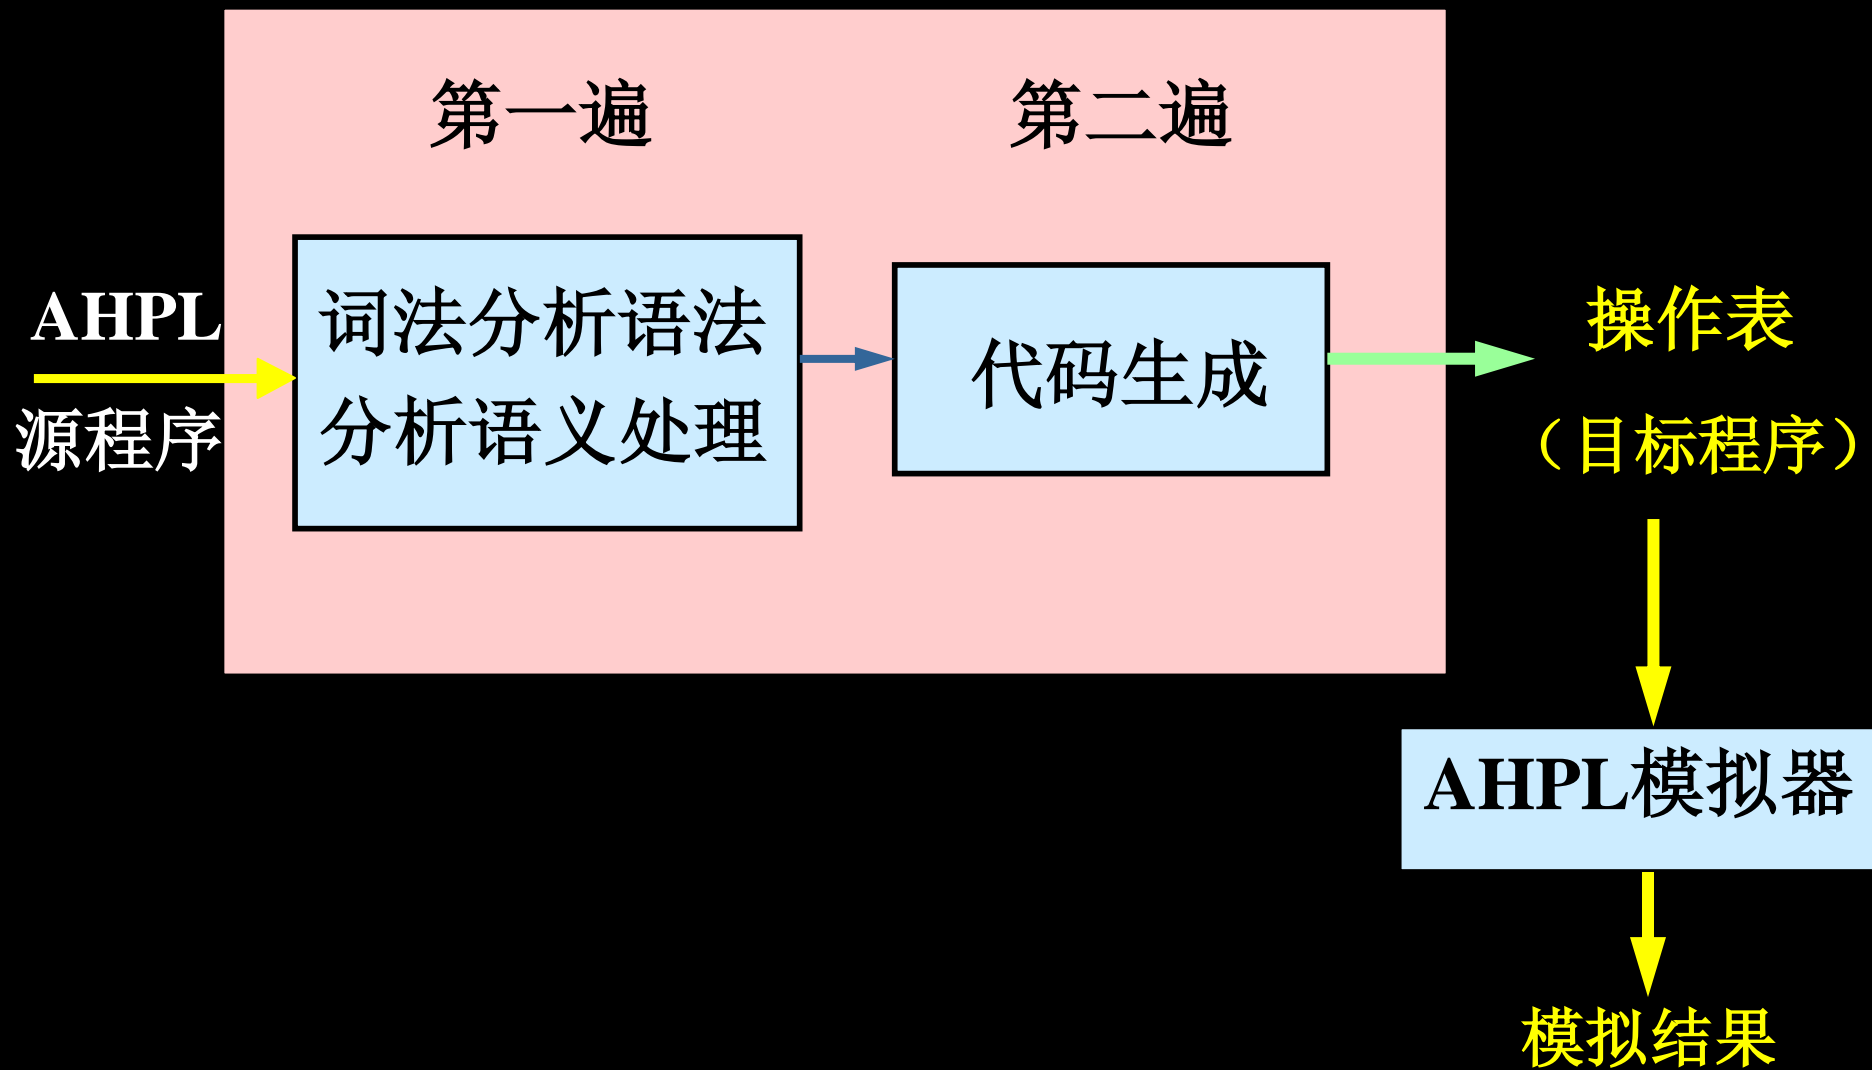 第一遍
第二遍
AHPL
源程序
词法分析语法
分析语义处理
代码生成
操作表
（目标程序）
AHPL模拟器
模拟结果